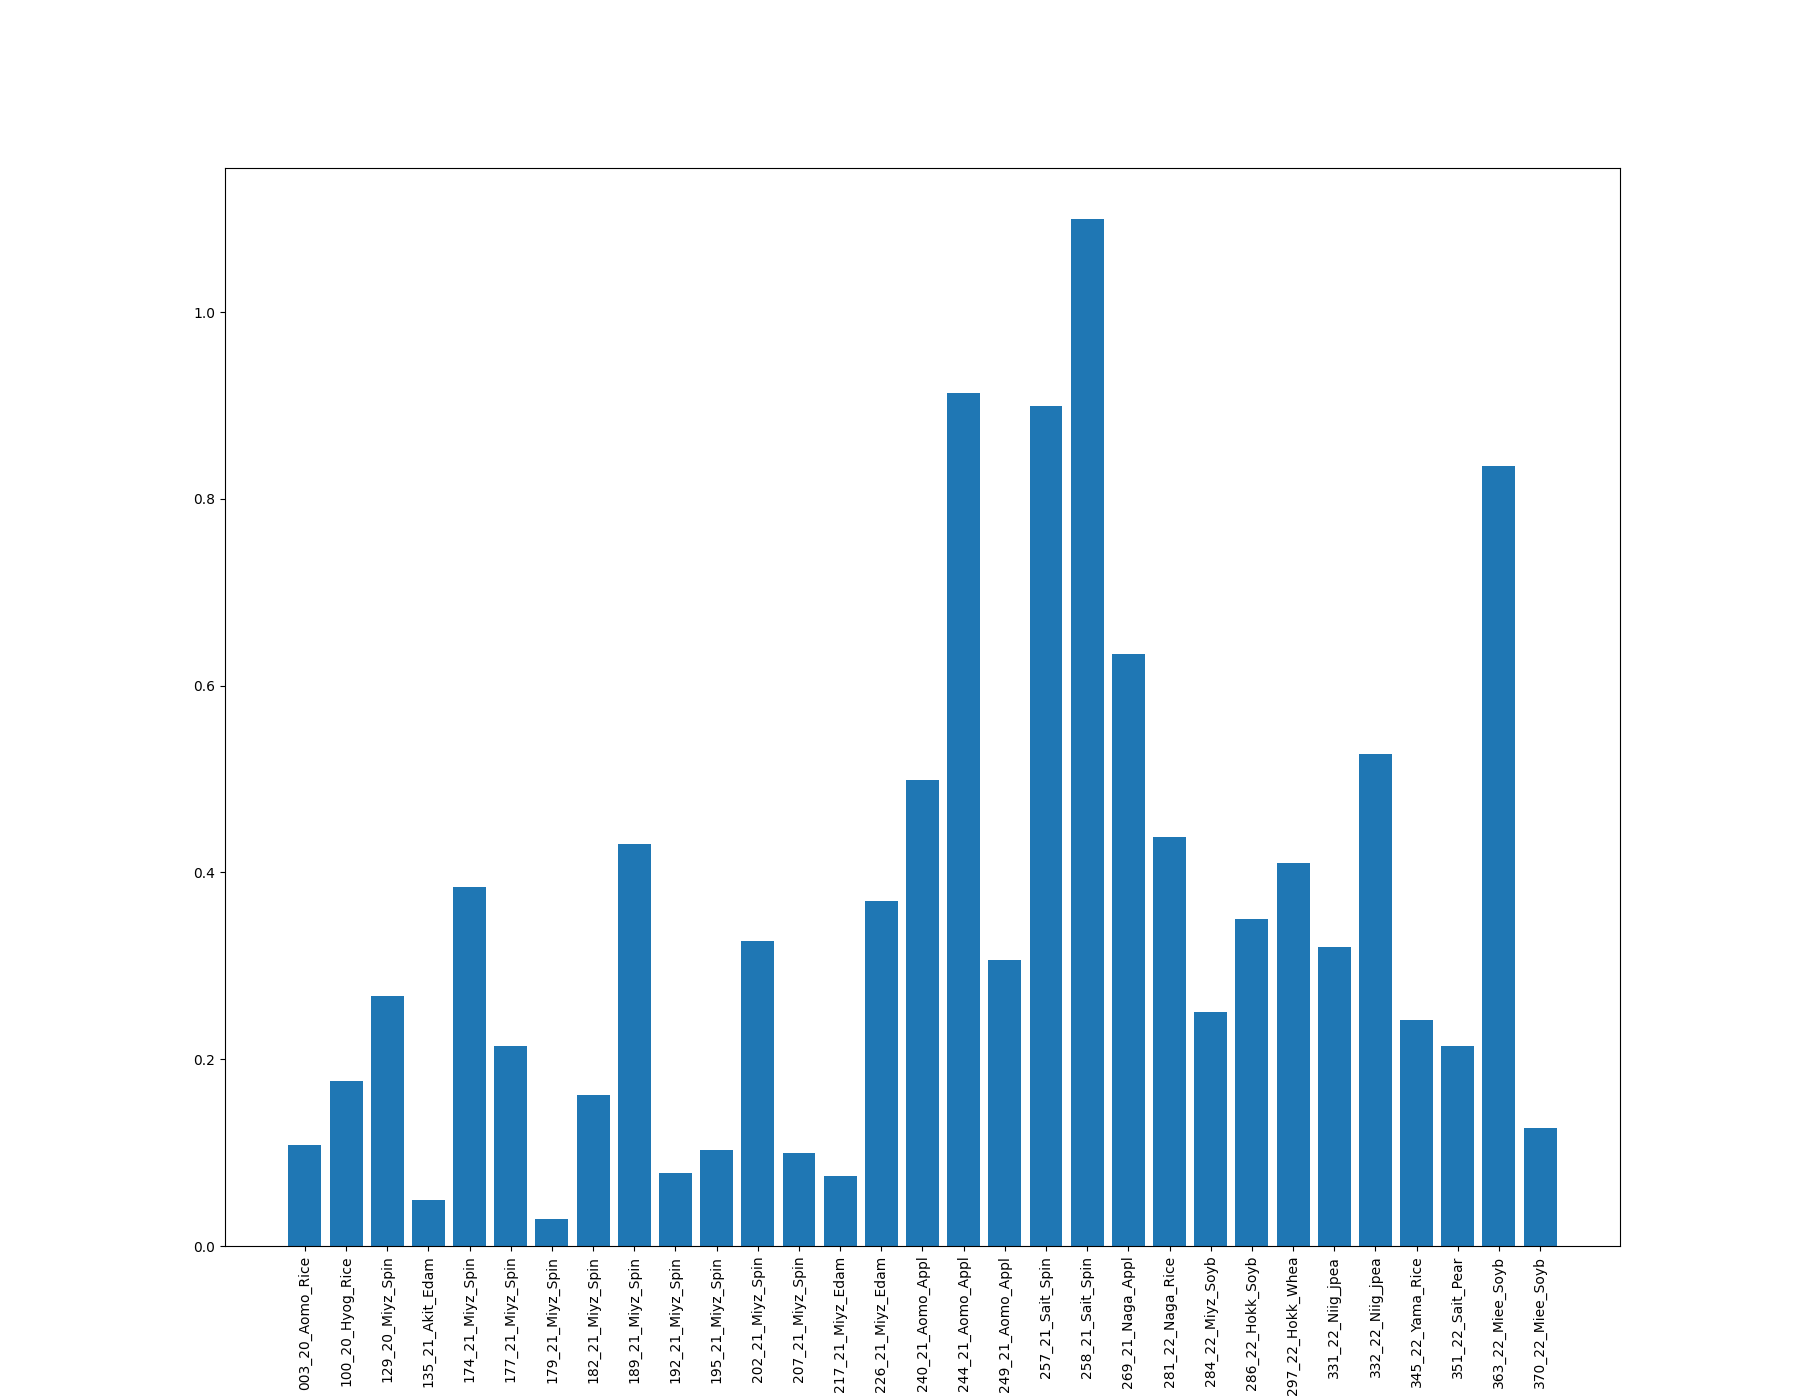 1.0
0.8
0.6
0.4
0.2
0.0
003_20_Aomo_Rice
100_20_Hyog_Rice
129_20_Miyz_Spin
135_21_Akit_Edam
174_21_Miyz_Spin
177_21_Miyz_Spin
179_21_Miyz_Spin
182_21_Miyz_Spin
189_21_Miyz_Spin
192_21_Miyz_Spin
195_21_Miyz_Spin
202_21_Miyz_Spin
207_21_Miyz_Spin
217_21_Miyz_Edam
226_21_Miyz_Edam
240_21_Aomo_Appl
244_21_Aomo_Appl
249_21_Aomo_Appl
257_21_Sait_Spin
258_21_Sait_Spin
269_21_Naga_Appl
281_22_Naga_Rice
284_22_Miyz_Soyb
286_22_Hokk_Soyb
297_22_Hokk_Whea
331_22_Niig_jpea
332_22_Niig_jpea
345_22_Yama_Rice
351_22_Sait_Pear
363_22_Miee_Soyb
370_22_Miee_Soyb